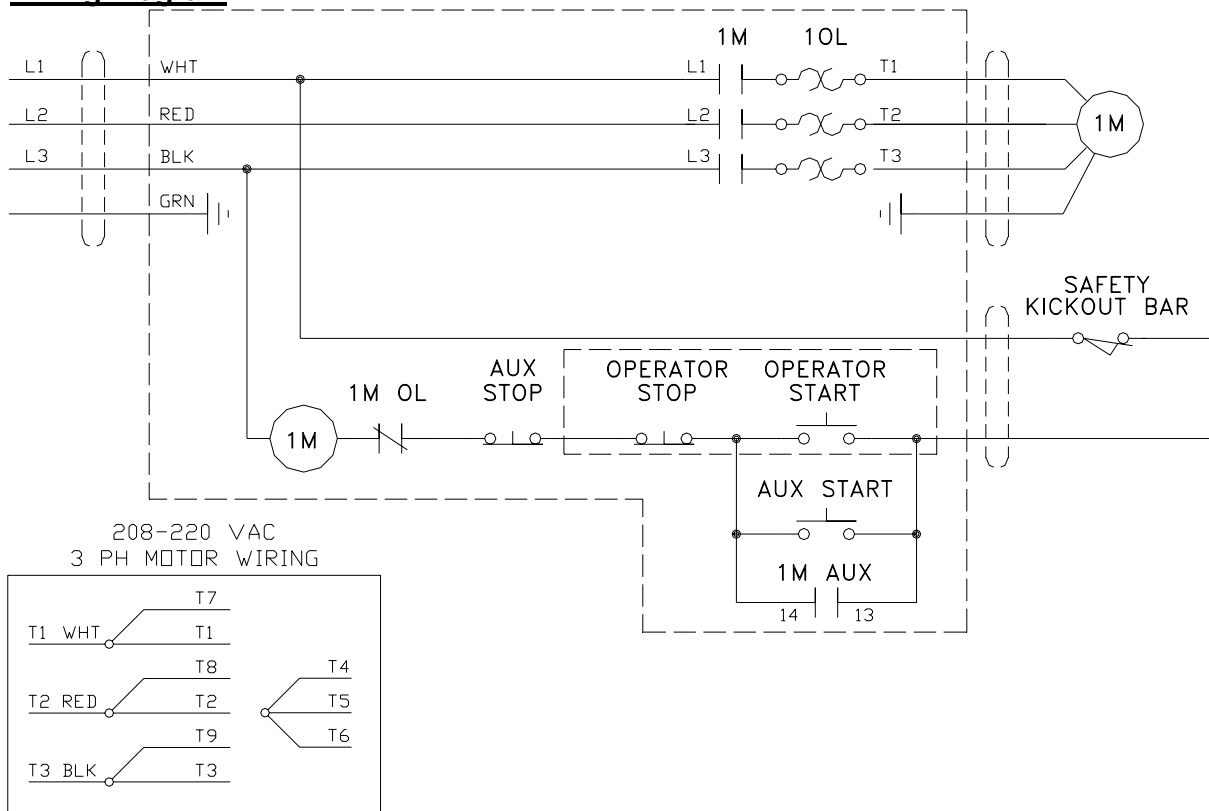 1M 1OL
L1 WHT L1 T1
L2 RED L2 T2
1M
L3 BLK L3 T3
GRN
SAFETY
KICKOUT BAR
AUX OPERATOR OPERATOR
1M OL STOP STOP START
1M
AUX START
208-220 VAC
3 PH MOTOR WIRING
1M AUX
14 13
T7
T1 WHT T1
T8 T4
T2 RED T2 T5
T9 T6
T3 BLK T3